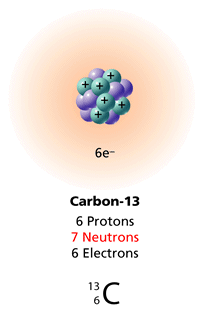 +
+ +
+ +
+
6e⁻
Carbon-13
6 Protons
7 Neutrons
6 Electrons
¹³₆C